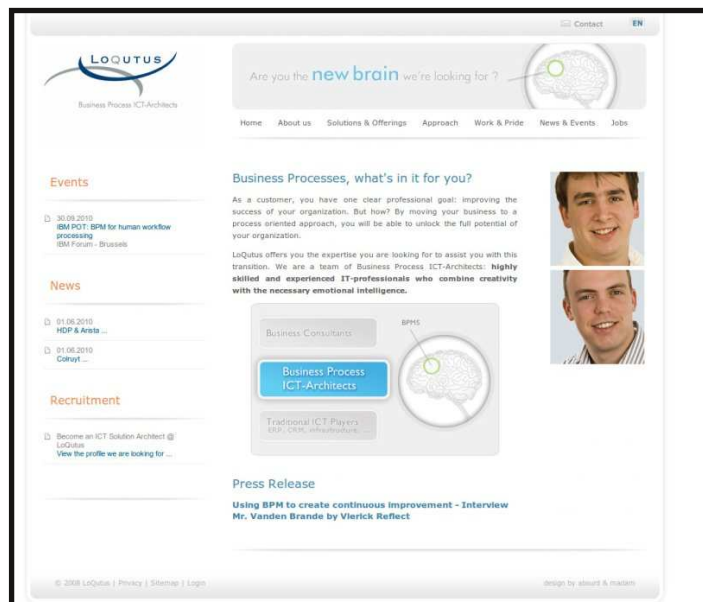 Contact EN
LOQUTUS
Business Process ICT-Architects
Are you the new brain we're looking for ?
Home About us Solutions & Offerings Approach Work & Pride News & Events Jobs
Events
30.09.2010
IBM POT: BPM for human workflow
processing
IBM Forum - Brussels
News
01.06.2010
HDP & Arista ...
01.06.2010
Colruyt ...
Recruitment
Become an ICT Solution Architect @
LoQutus
View the profile we are looking for ...
Business Processes, what's in it for you?
As a customer, you have one clear professional goal: improving the
success of your organization. But how? By moving your business to a
process oriented approach, you will be able to unlock the full potential of
your organization.
LoQutus offers you the expertise you are looking for to assist you with this
transition. We are a team of Business Process ICT-Architects: highly
skilled and experienced IT-professionals who combine creativity
with the necessary emotional intelligence.
Business Consultants
BPMS
Business Process
ICT-Architects
Traditional ICT Players
ERP, CRM, infrastructure, ...
Press Release
Using BPM to create continuous improvement - Interview
Mr. Vanden Brande by Vlerick Reflect
© 2008 LoQutus | Privacy | Sitemap | Login
design by absurd & madam